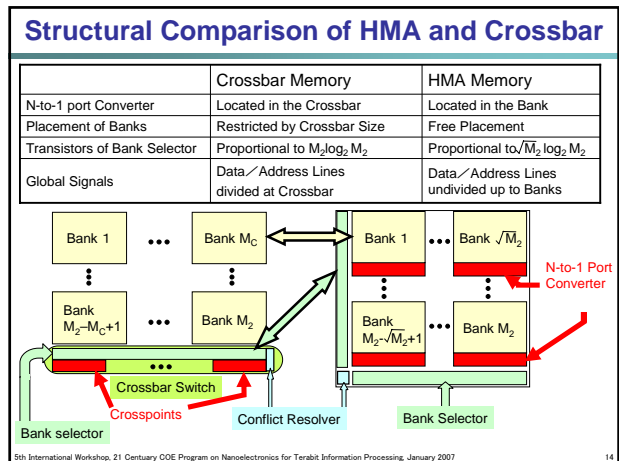 Structural Comparison of HMA and Crossbar
Crossbar Memory HMA Memory
N-to-1 port Converter Located in the Crossbar Located in the Bank
Placement of Banks Restricted by Crossbar Size Free Placement
Transistors of Bank Selector Proportional to M₂log₂ M₂ Proportional to√M₂ log₂ M₂
Global Signals Data／Address Lines divided at Crossbar Data／Address Lines undivided up to Banks
Bank 1 ••• Bank M_C Bank 1 ••• Bank √M₂
N-to-1 Port
Converter
Bank
M₂–M_C+1 ••• Bank M₂
Bank
M₂-√M₂+1 ••• Bank M₂
•••
Crossbar Switch
Crosspoints
Conflict Resolver
Bank Selector
Bank selector
5th International Workshop, 21 Centuary COE Program on Nanoelectronics for Terabit Information Processing, January 2007 14